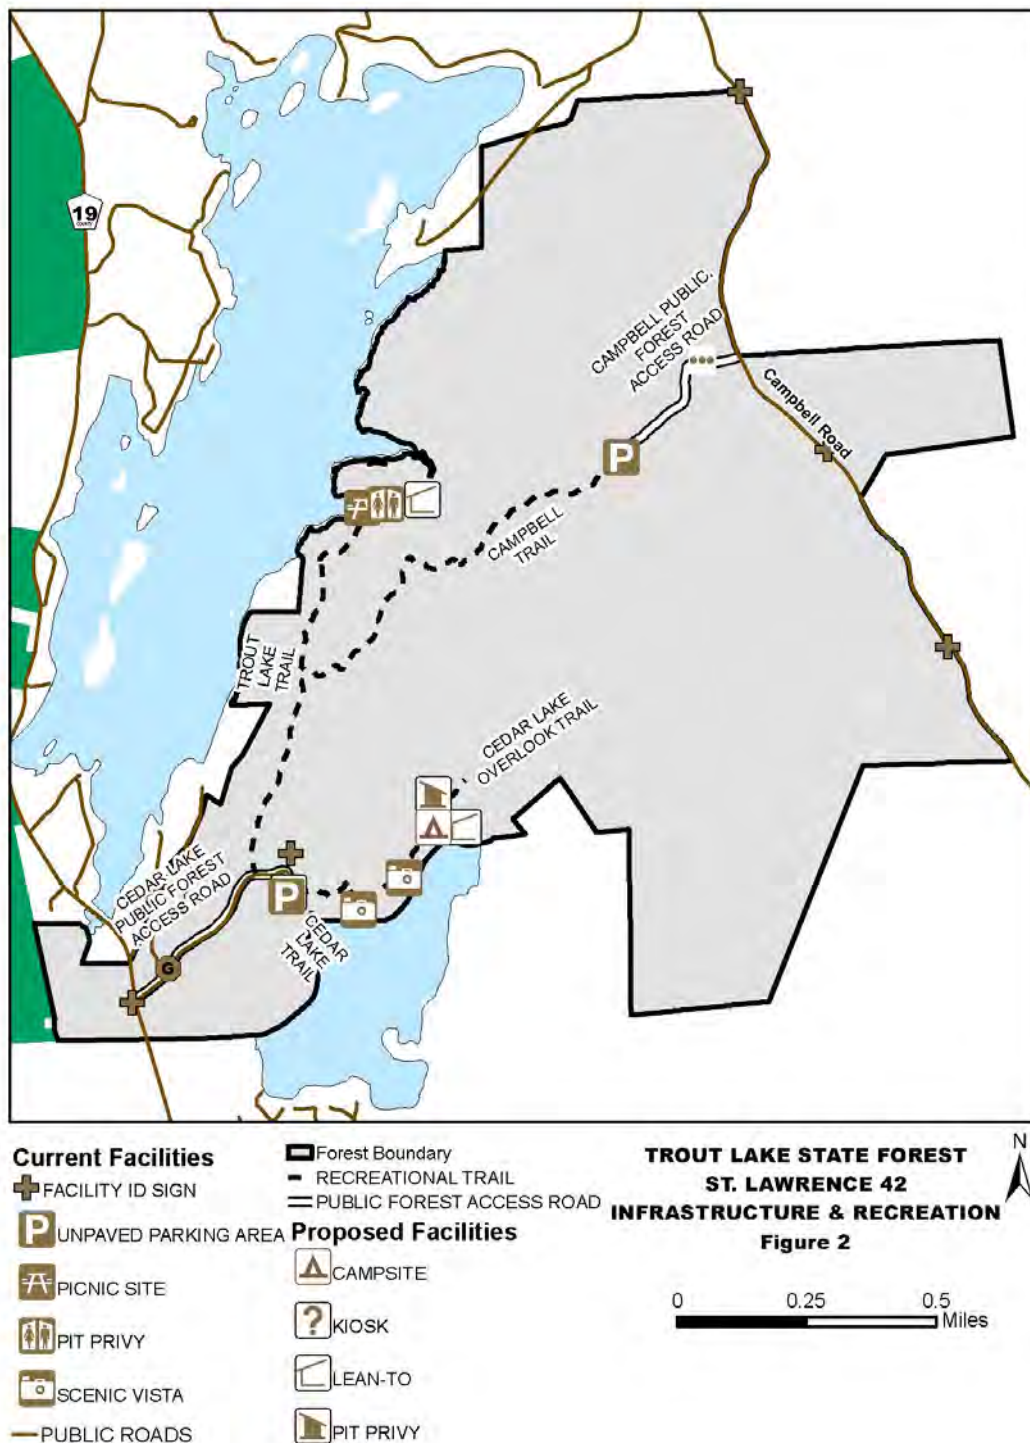 19
COUNTY
CAMPBELL PUBLIC.
FOREST
ACCESS ROAD
Campbell Road
P
CAMPBELL
TRAIL
TROUT
LAKE
TRAIL
CEDAR LAKE
OVERLOOK TRAIL
CEDAR LAKE
PUBLIC FOREST
ACCESS ROAD
P
CEDAR
LAKE
TRAIL
G
Current Facilities
FACILITY ID SIGN
P UNPAVED PARKING AREA
PICNIC SITE
PIT PRIVY
SCENIC VISTA
PUBLIC ROADS
Forest Boundary
RECREATIONAL TRAIL
PUBLIC FOREST ACCESS ROAD
Proposed Facilities
CAMPSITE
? KIOSK
LEAN-TO
PIT PRIVY
TROUT LAKE STATE FOREST
ST. LAWRENCE 42
INFRASTRUCTURE & RECREATION
Figure 2
N
0 0.25 0.5
Miles